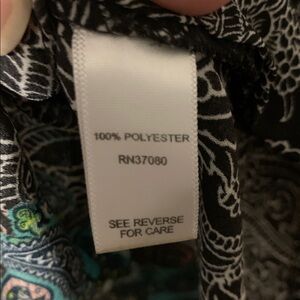 100% POLYESTER
RN37080
SEE REVERSE
FOR CARE